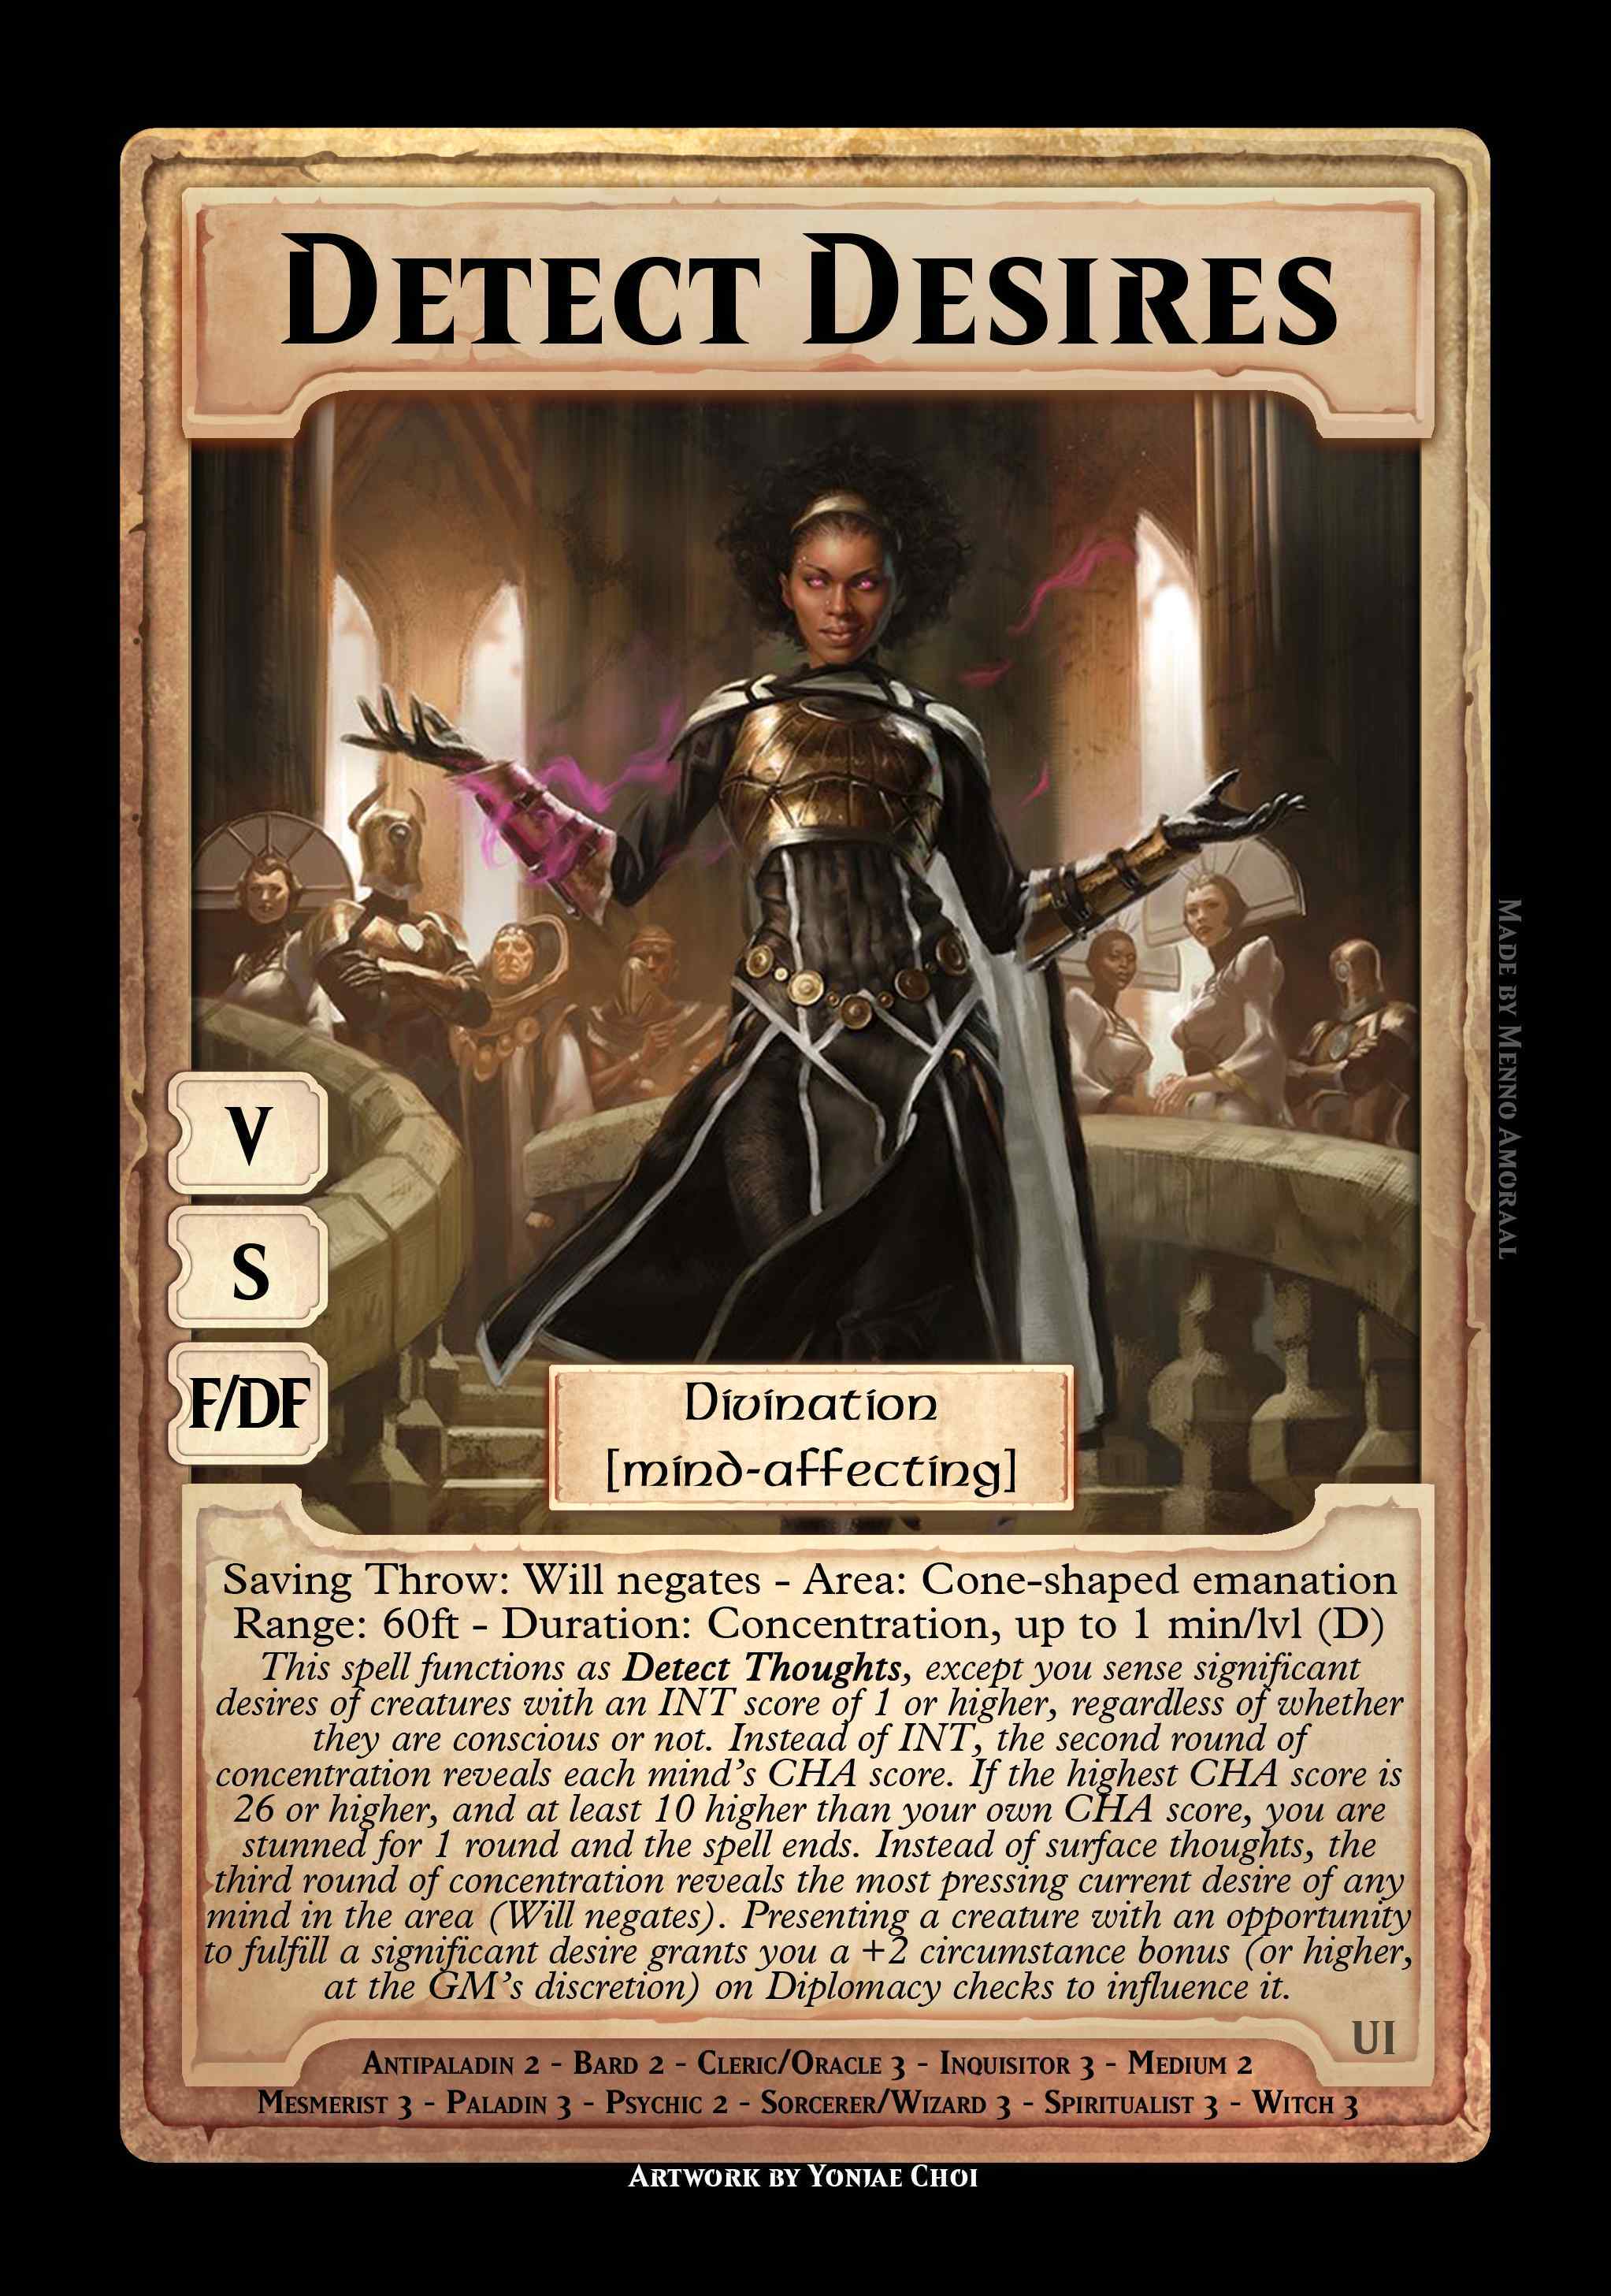 Detect Desires
Made by Menno Amoraal
V
S
F/DF
Divination
[mind-affecting]
Saving Throw: Will negates - Area: Cone-shaped emanation
Range: 60ft - Duration: Concentration, up to 1 min/lvl (D)
This spell functions as Detect Thoughts, except you sense significant
desires of creatures with an INT score of 1 or higher, regardless of whether
they are conscious or not. Instead of INT, the second round of
concentration reveals each mind's CHA score. If the highest CHA score is
26 or higher, and at least 10 higher than your own CHA score, you are
stunned for 1 round and the spell ends. Instead of surface thoughts, the
third round of concentration reveals the most pressing current desire of any
mind in the area (Will negates). Presenting a creature with an opportunity
to fulfill a significant desire grants you a +2 circumstance bonus (or higher,
at the GM's discretion) on Diplomacy checks to influence it.
UI
Antipaladin 2 - Bard 2 - Cleric/Oracle 3 - Inquisitor 3 - Medium 2
Mesmerist 3 - Paladin 3 - Psychic 2 - Sorcerer/Wizard 3 - Spiritualist 3 - Witch 3
Artwork by Yonjae Choi